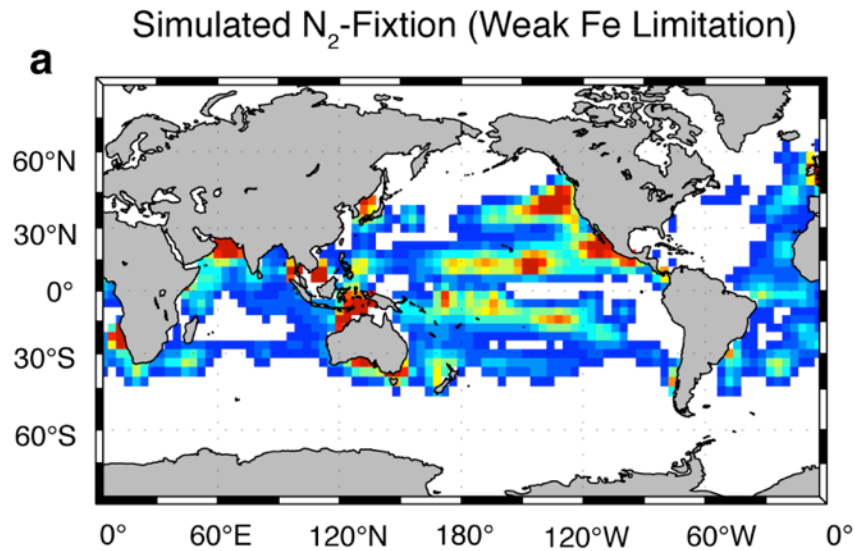 Simulated N₂-Fixtion (Weak Fe Limitation)
a
60°N
30°N
0°
30°S
60°S
0° 60°E 120°N 180° 120°W 60°W 0°